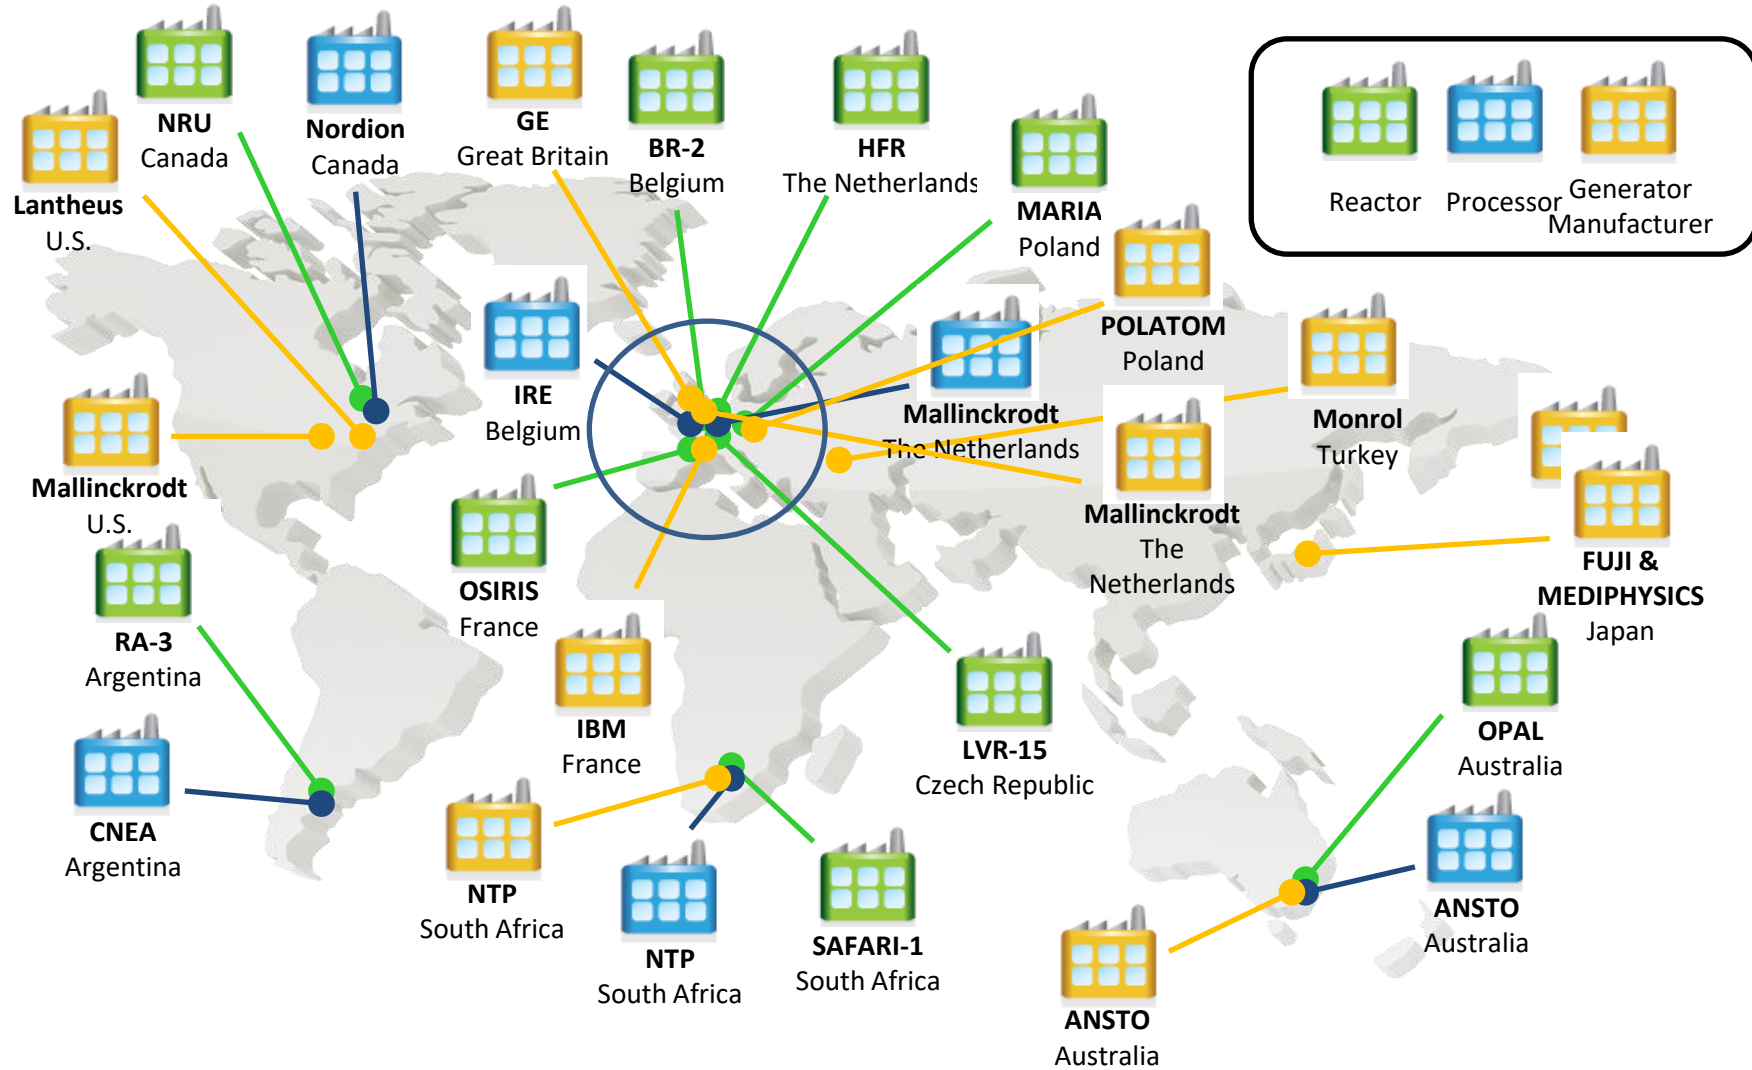 NRU
Canada
Nordion
Canada
GE
Great Britain
BR-2
Belgium
HFR
The Netherlands
MARIA
Poland
Reactor
Processor
Generator
Manufacturer
Lantheus
U.S.
POLATOM
Poland
IRE
Belgium
Mallinckrodt
The Netherlands
Monrol
Turkey
Mallinckrodt
U.S.
Mallinckrodt
The
Netherlands
FUJI &
MEDIPHYSICS
Japan
OSIRIS
France
RA-3
Argentina
IBM
France
LVR-15
Czech Republic
OPAL
Australia
CNEA
Argentina
NTP
South Africa
NTP
South Africa
SAFARI-1
South Africa
ANSTO
Australia
ANSTO
Australia